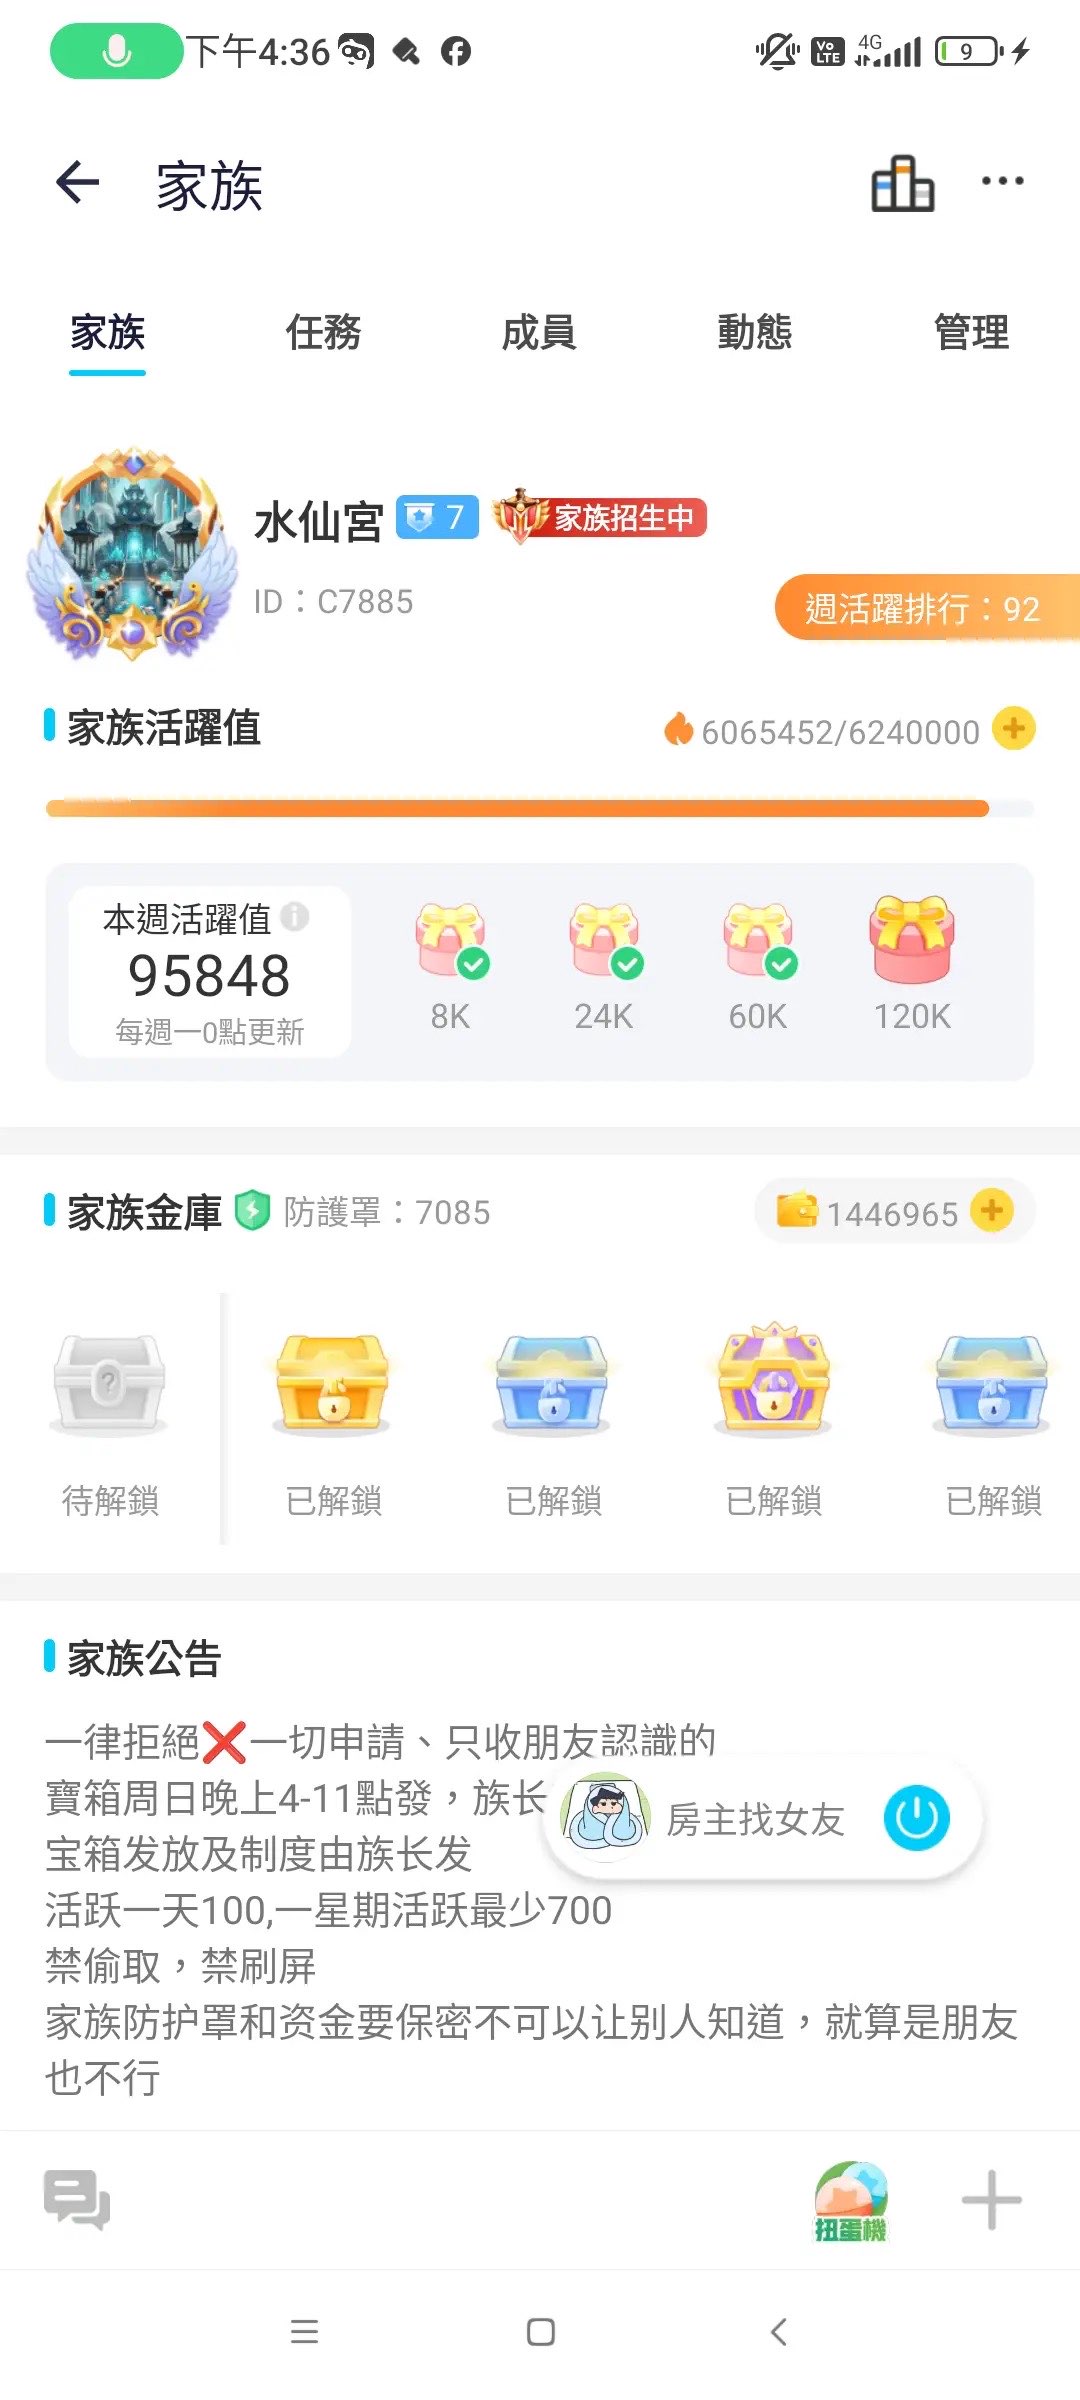 下午4:36
Vo LTE 4G 9
家族
家族 任務 成員 動態 管理
水仙宮 7 家族招生中
ID：C7885
週活躍排行：92
家族活躍值 6065452/6240000
本週活躍值
95848
每週一0點更新
8K 24K 60K 120K
家族金庫 防護罩：7085 1446965
?
待解鎖 已解鎖 已解鎖 已解鎖 已解鎖
家族公告
一律拒絕❌一切申請、只收朋友認識的
寶箱周日晚上4-11點發，族长
房主找女友
宝箱发放及制度由族长发
活跃一天100,一星期活跃最少700
禁偷取，禁刷屏
家族防护罩和资金要保密不可以让别人知道，就算是朋友
也不行
扭蛋機